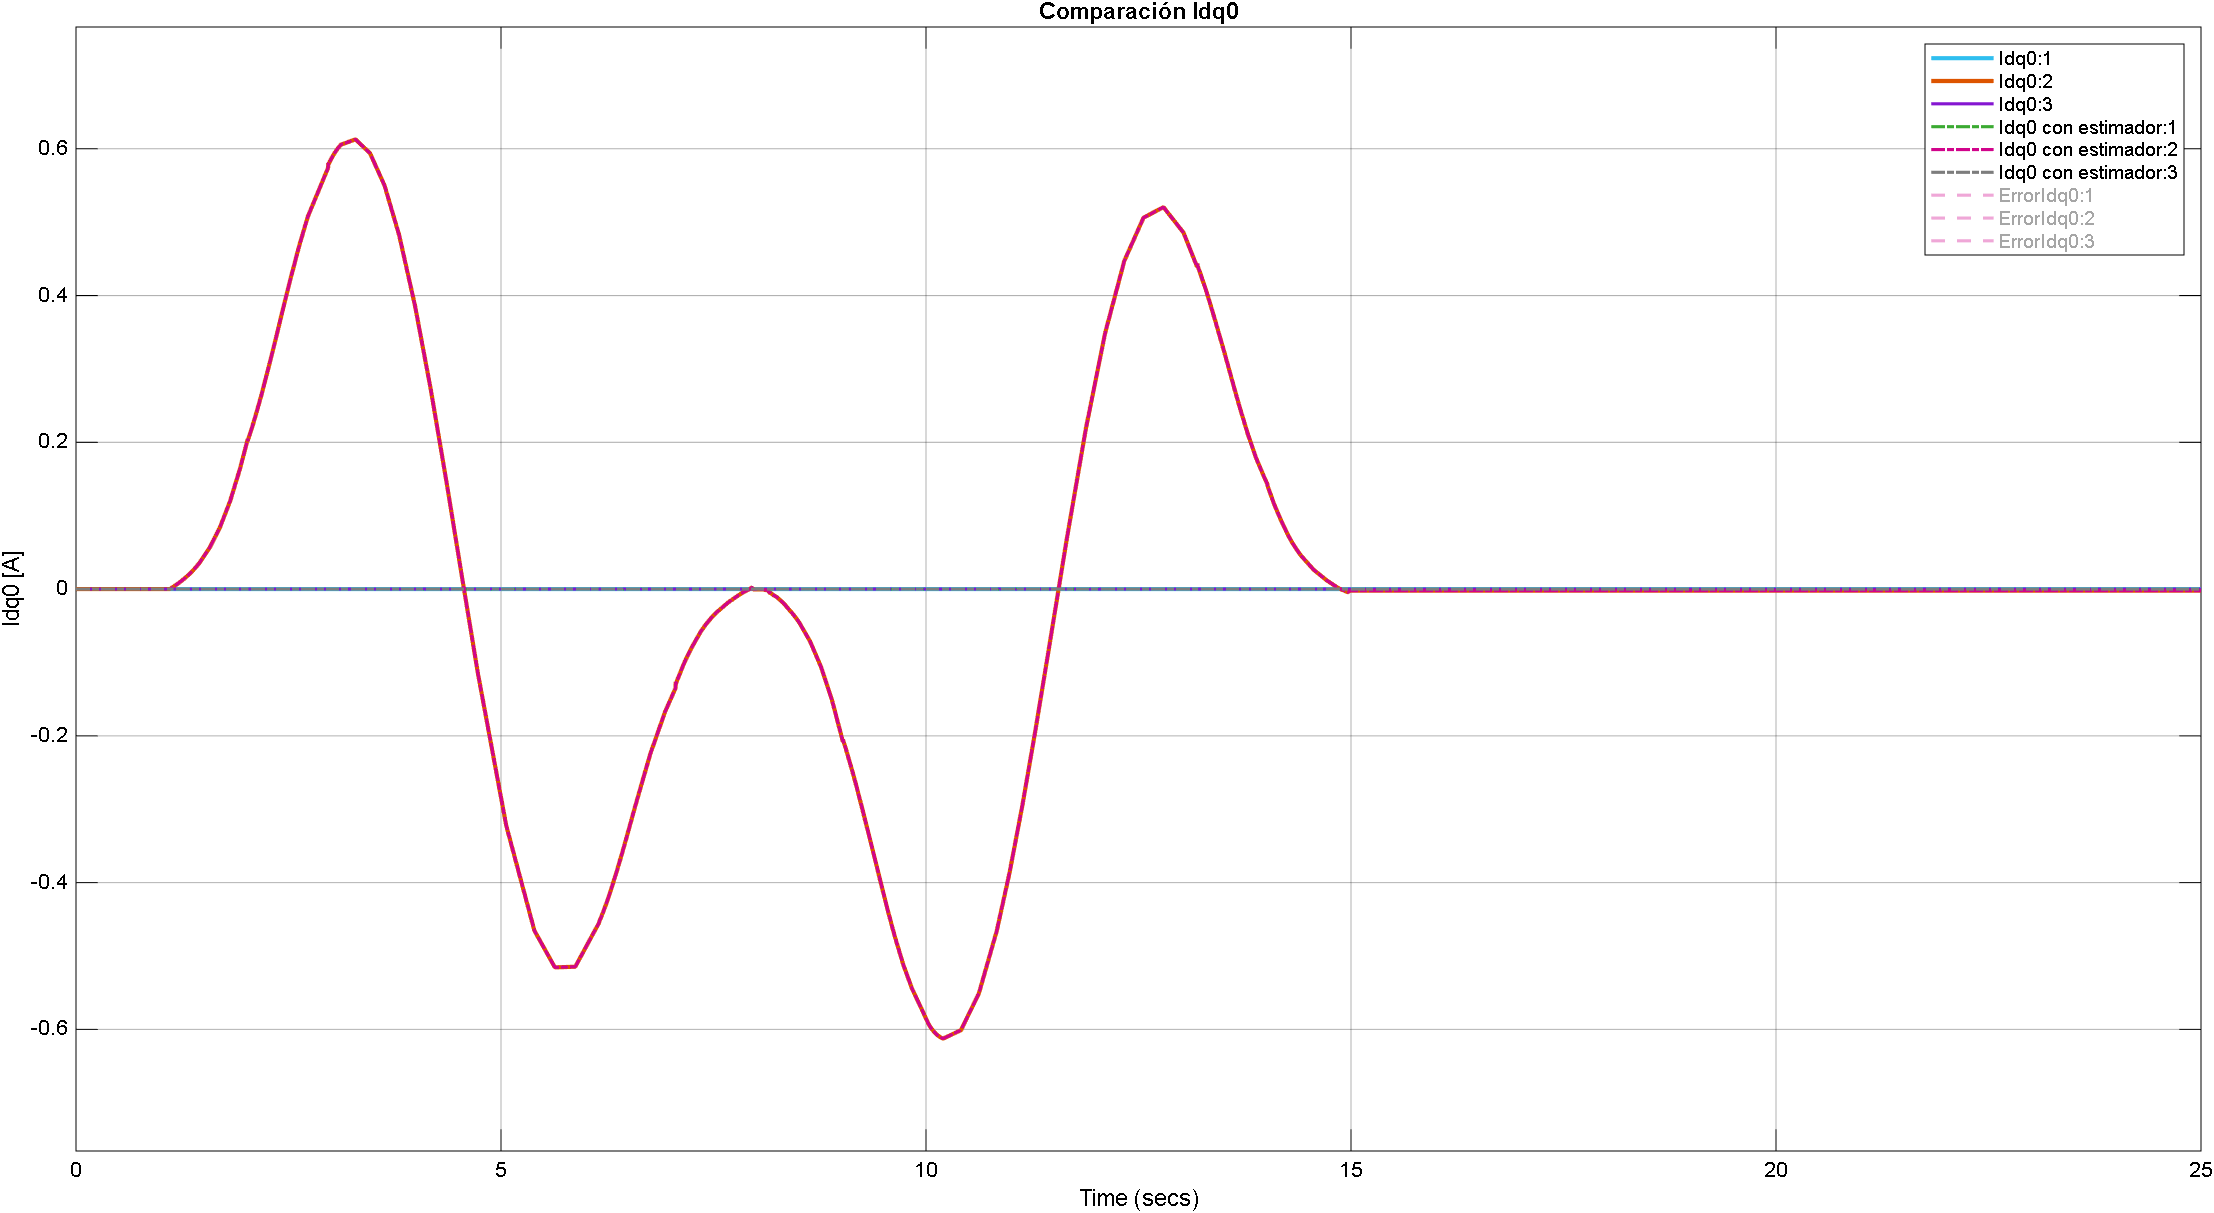 Comparación Idq0
Idq0:1
Idq0:2
Idq0:3
Idq0 con estimador:1
Idq0 con estimador:2
Idq0 con estimador:3
ErrorIdq0:1
ErrorIdq0:2
ErrorIdq0:3
Idq0 [A]
0.6
0.4
0.2
0
-0.2
-0.4
-0.6
0 5 10 15 20 25
Time (secs)